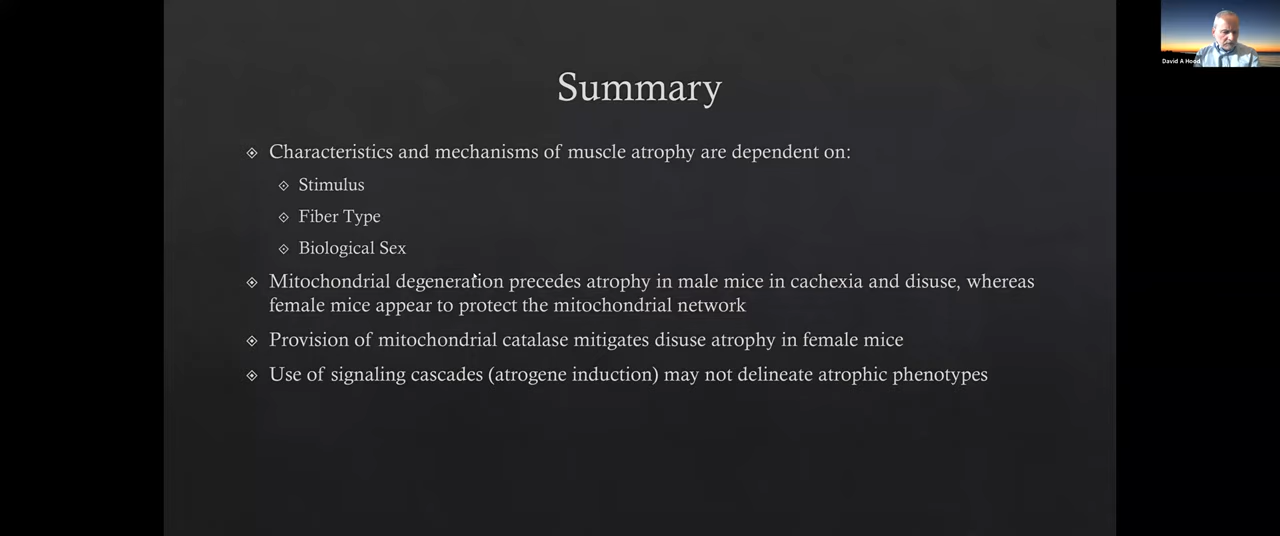 Summary
Characteristics and mechanisms of muscle atrophy are dependent on:
Stimulus
Fiber Type
Biological Sex
Mitochondrial degeneration precedes atrophy in male mice in cachexia and disuse, whereas
female mice appear to protect the mitochondrial network
Provision of mitochondrial catalase mitigates disuse atrophy in female mice
Use of signaling cascades (atrogene induction) may not delineate atrophic phenotypes
David A Hood